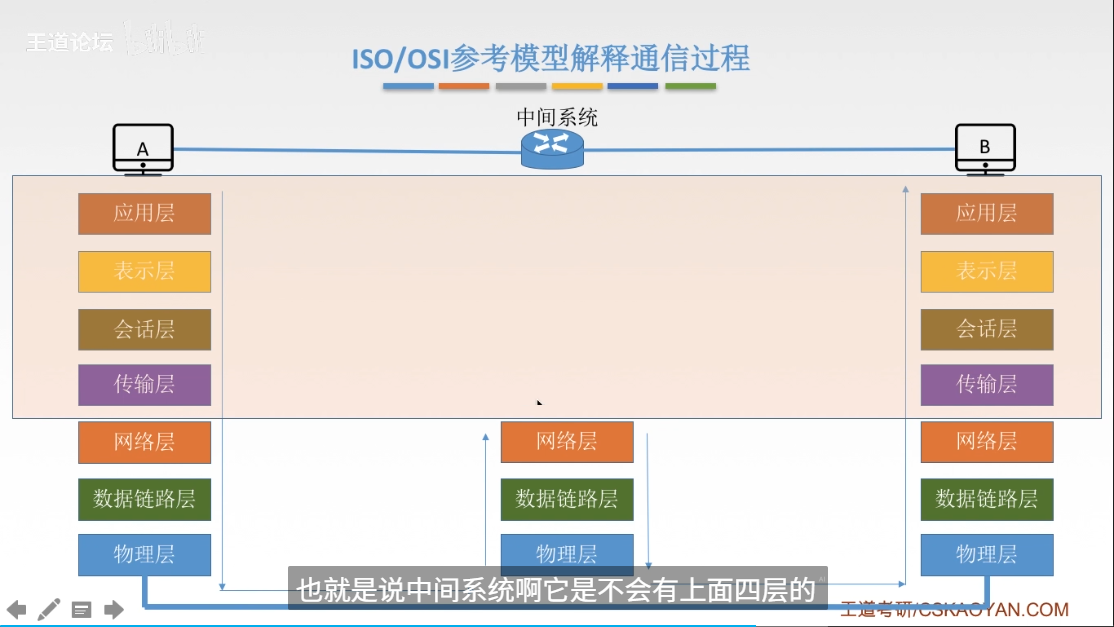 王道论坛
ISO/OSI参考模型解释通信过程
中间系统
A
B
应用层
应用层
表示层
表示层
会话层
会话层
传输层
传输层
网络层
网络层
网络层
数据链路层
数据链路层
数据链路层
物理层
物理层
物理层
也就是说中间系统啊它是不会有上面四层的
王道考研/CSKAOYAN.COM